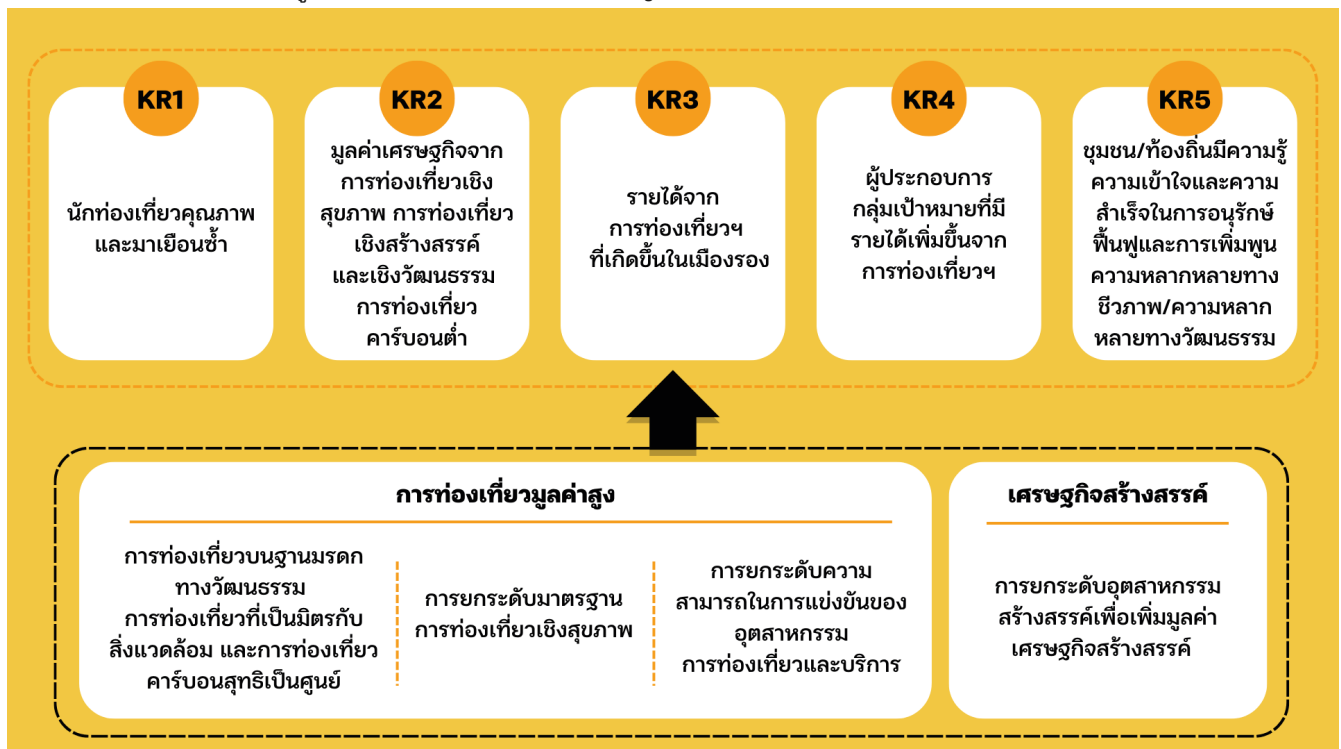 KR1
นักท่องเที่ยวคุณภาพ
และมาเยือนซ้ำ
KR2
มูลค่าเศรษฐกิจจาก
การท่องเที่ยวเชิง
สุขภาพ การท่องเที่ยว
เชิงสร้างสรรค์
และเชิงวัฒนธรรม
การท่องเที่ยว
คาร์บอนต่ำ
KR3
รายได้จาก
การท่องเที่ยวฯ
ที่เกิดขึ้นในเมืองรอง
KR4
ผู้ประกอบการ
กลุ่มเป้าหมายที่มี
รายได้เพิ่มขึ้นจาก
การท่องเที่ยวฯ
KR5
ชุมชน/ท้องถิ่นมีความรู้
ความเข้าใจและความ
สำเร็จในการอนุรักษ์
ฟื้นฟูและการเพิ่มพูน
ความหลากหลายทาง
ชีวภาพ/ความหลาก
หลายทางวัฒนธรรม
การท่องเที่ยวมูลค่าสูง
การท่องเที่ยวบนฐานมรดก
ทางวัฒนธรรม
การท่องเที่ยวที่เป็นมิตรกับ
สิ่งแวดล้อม และการท่องเที่ยว
คาร์บอนสุทธิเป็นศูนย์
การยกระดับมาตรฐาน
การท่องเที่ยวเชิงสุขภาพ
การยกระดับความ
สามารถในการแข่งขันของ
อุตสาหกรรม
การท่องเที่ยวและบริการ
เศรษฐกิจสร้างสรรค์
การยกระดับอุตสาหกรรม
สร้างสรรค์เพื่อเพิ่มมูลค่า
เศรษฐกิจสร้างสรรค์